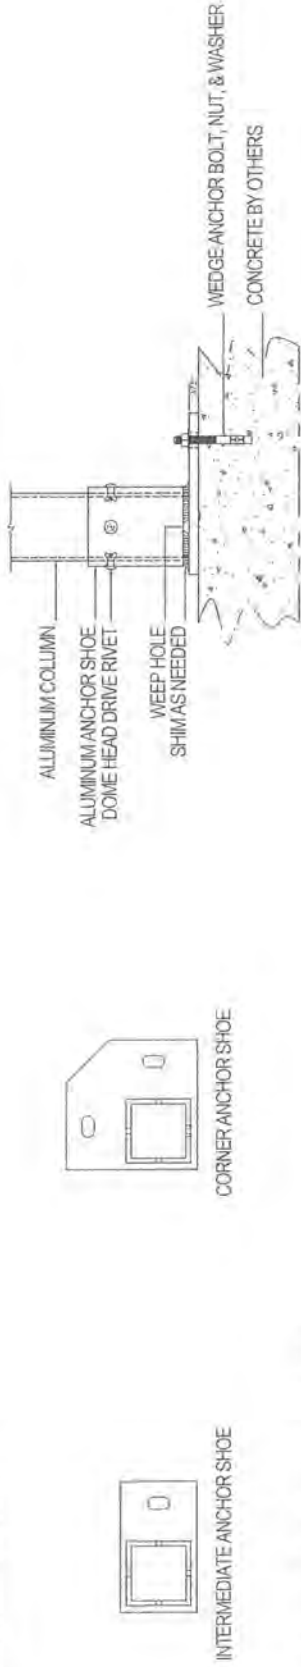 INTERMEDIATE ANCHOR SHOE
CORNER ANCHOR SHOE
ALUMINUM COLUMN
ALUMINUM ANCHOR SHOE
DOME HEAD DRIVE RIVET
WEEP HOLE
SHIM AS NEEDED
WEDGE ANCHOR BOLT, NUT, & WASHER
CONCRETE BY OTHERS